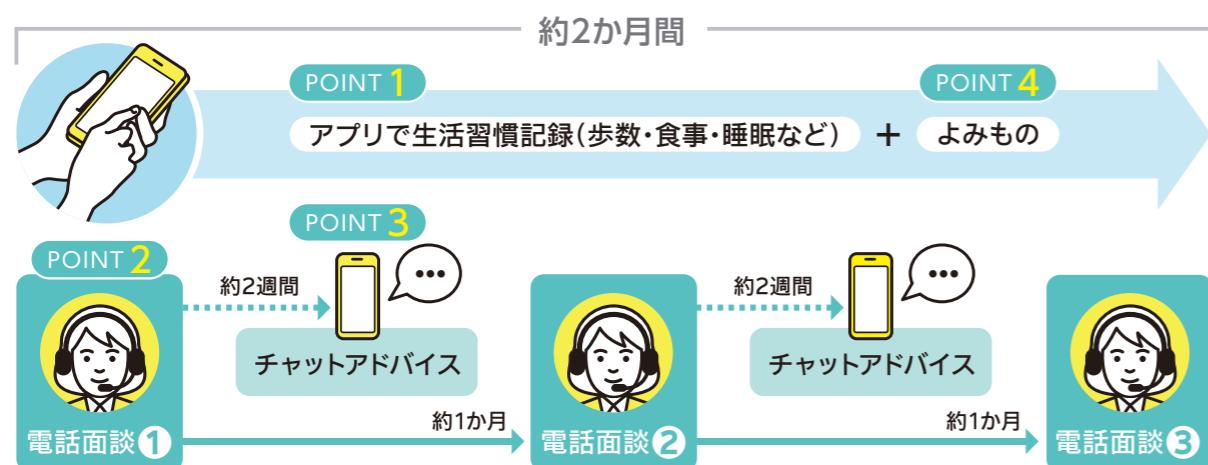 約2か月間
POINT 1
アプリで生活習慣記録(歩数・食事・睡眠など)
+
POINT 4
よみもの
POINT 2
電話面談❶
約2週間
POINT 3
チャットアドバイス
約1か月
電話面談❷
約2週間
チャットアドバイス
約1か月
電話面談❸